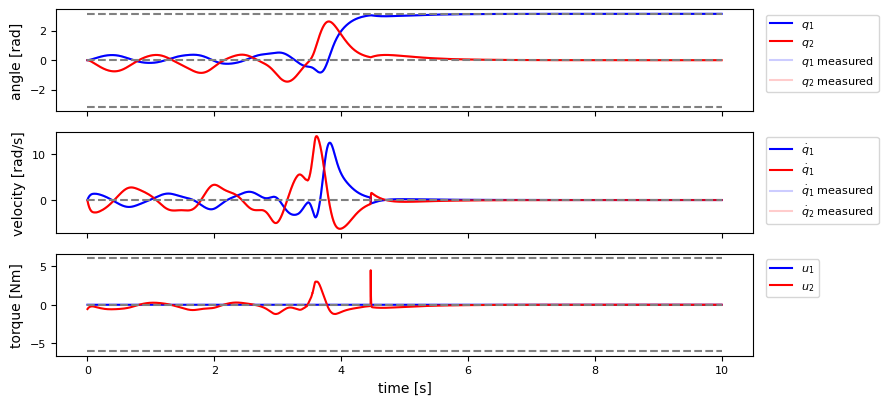 angle [rad]
2
0
−2
q₁
q₂
q₁ measured
q₂ measured
velocity [rad/s]
10
0
q̇₁
q̇₁
q̇₁ measured
q̇₂ measured
torque [Nm]
5
0
−5
u₁
u₂
0
2
4
6
8
10
time [s]